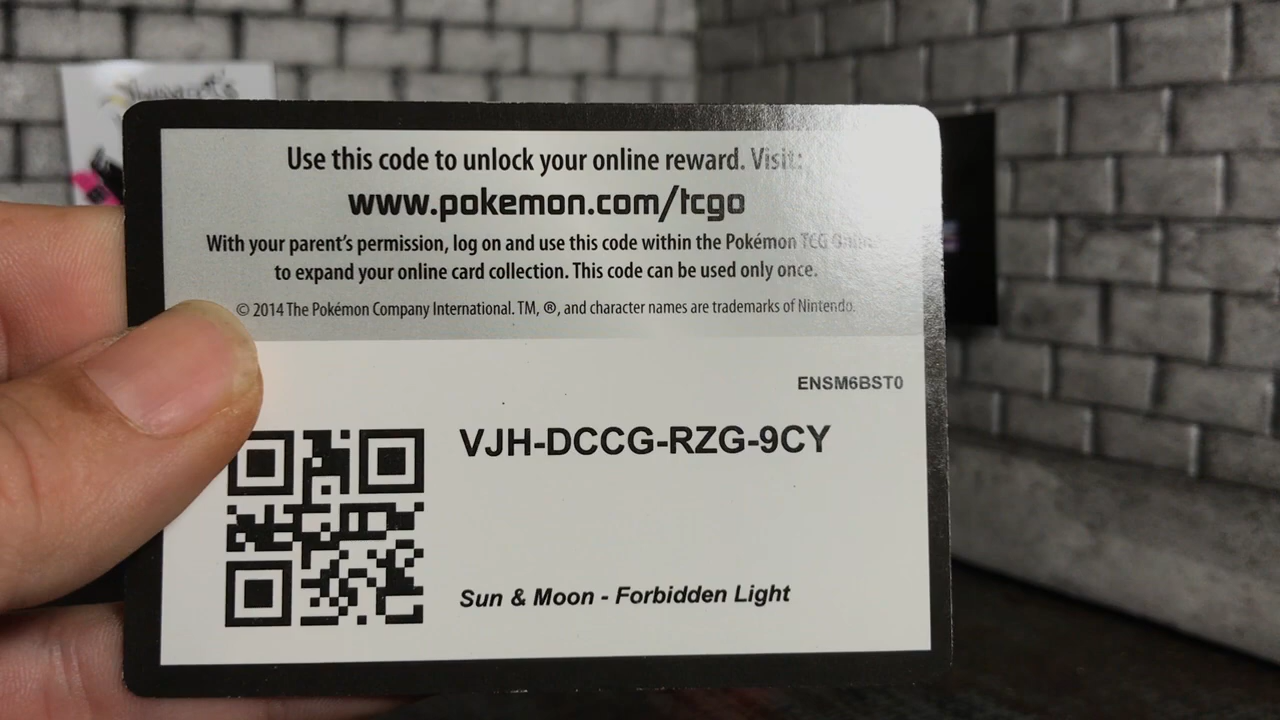 Use this code to unlock your online reward. Visit:
www.pokemon.com/tcgo
With your parent's permission, log on and use this code within the Pokémon TCG Online
to expand your online card collection. This code can be used only once.
© 2014 The Pokémon Company International. TM, ®, and character names are trademarks of Nintendo.
ENSM6BST0
VJH-DCCG-RZG-9CY
Sun & Moon - Forbidden Light